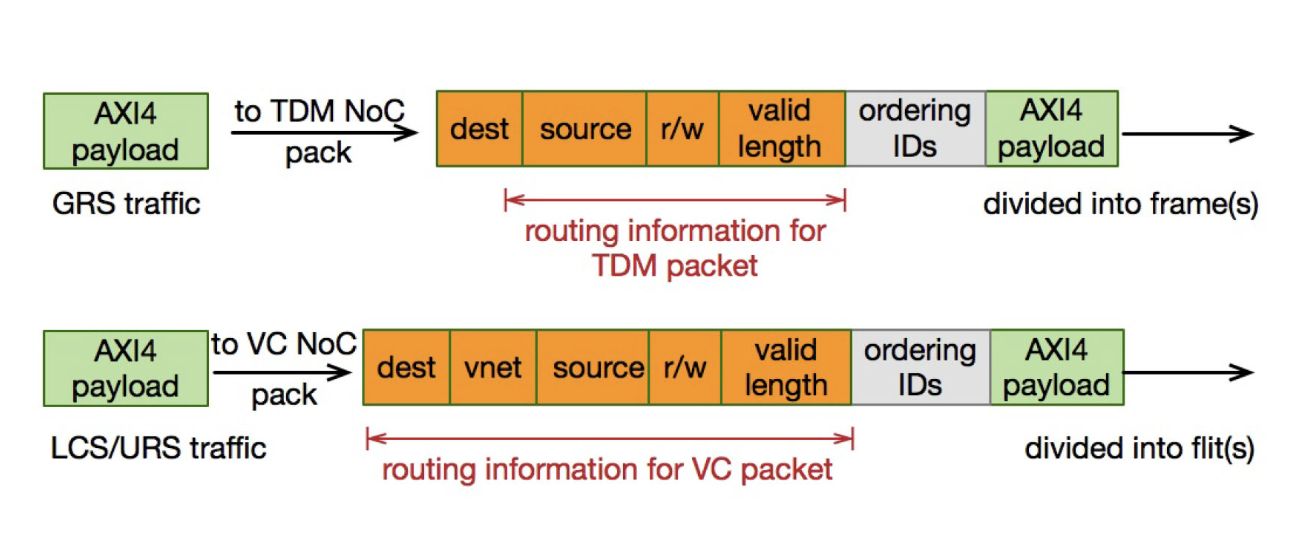 AXI4
payload
to TDM NoC
pack
dest
source
r/w
valid
length
ordering
IDs
AXI4
payload
GRS traffic
divided into frame(s)
routing information for
TDM packet
AXI4
payload
to VC NoC
pack
dest
vnet
source
r/w
valid
length
ordering
IDs
AXI4
payload
LCS/URS traffic
divided into flit(s)
routing information for VC packet